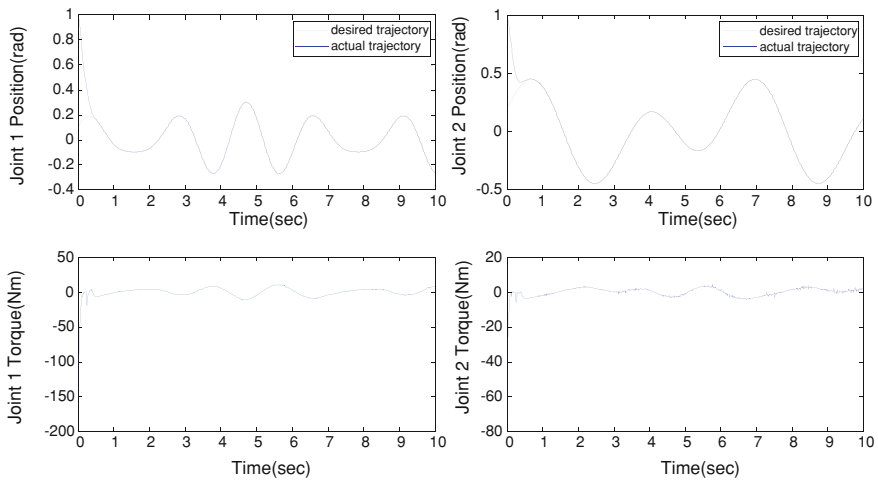 Joint 1 Position(rad)
1
0.8
0.6
0.4
0.2
0
-0.2
-0.4
desired trajectory
actual trajectory
0 1 2 3 4 5 6 7 8 9 10
Time(sec)
Joint 2 Position(rad)
1
0.5
0
-0.5
desired trajectory
actual trajectory
0 1 2 3 4 5 6 7 8 9 10
Time(sec)
Joint 1 Torque(Nm)
50
0
-50
-100
-150
-200
0 1 2 3 4 5 6 7 8 9 10
Time(sec)
Joint 2 Torque(Nm)
20
0
-20
-40
-60
-80
0 1 2 3 4 5 6 7 8 9 10
Time(sec)